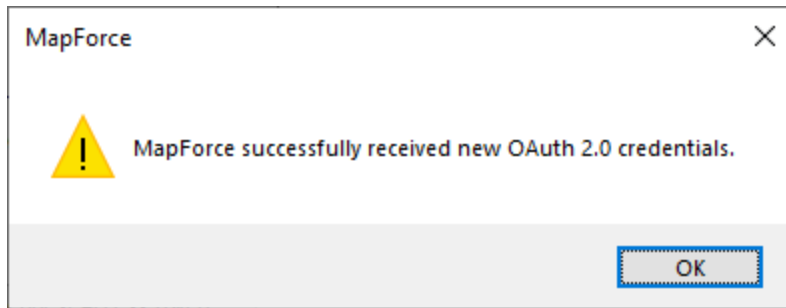 MapForce
MapForce successfully received new OAuth 2.0 credentials.
OK